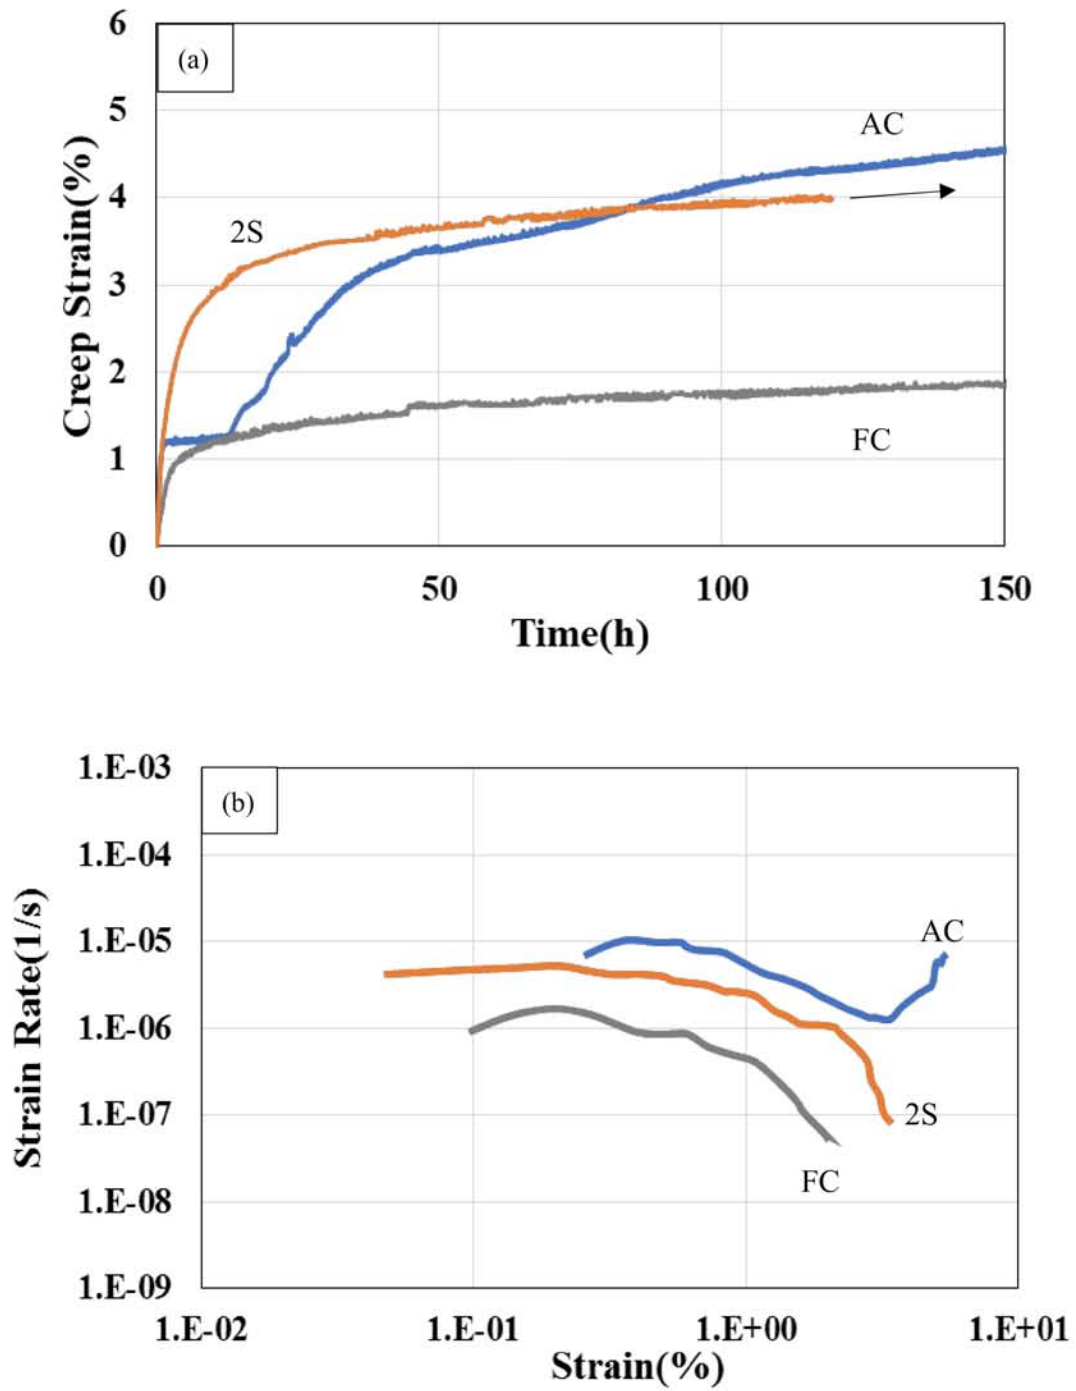 (a)
6
5
4
3
2
1
0
AC
2S
FC
0 50 100 150
Creep Strain(%)
Time(h)
(b)
1.E-03
1.E-04
1.E-05
1.E-06
1.E-07
1.E-08
1.E-09
AC
2S
FC
1.E-02 1.E-01 1.E+00 1.E+01
Strain Rate(1/s)
Strain(%)